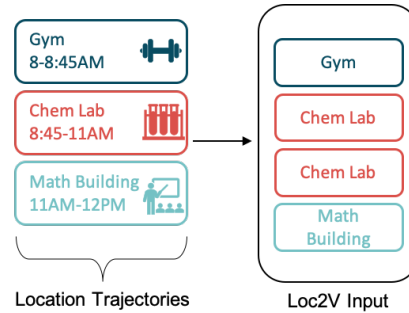 Gym
8-8:45AM
Chem Lab
8:45-11AM
Math Building
11AM-12PM
Location Trajectories
Gym
Chem Lab
Chem Lab
Math
Building
Loc2V Input